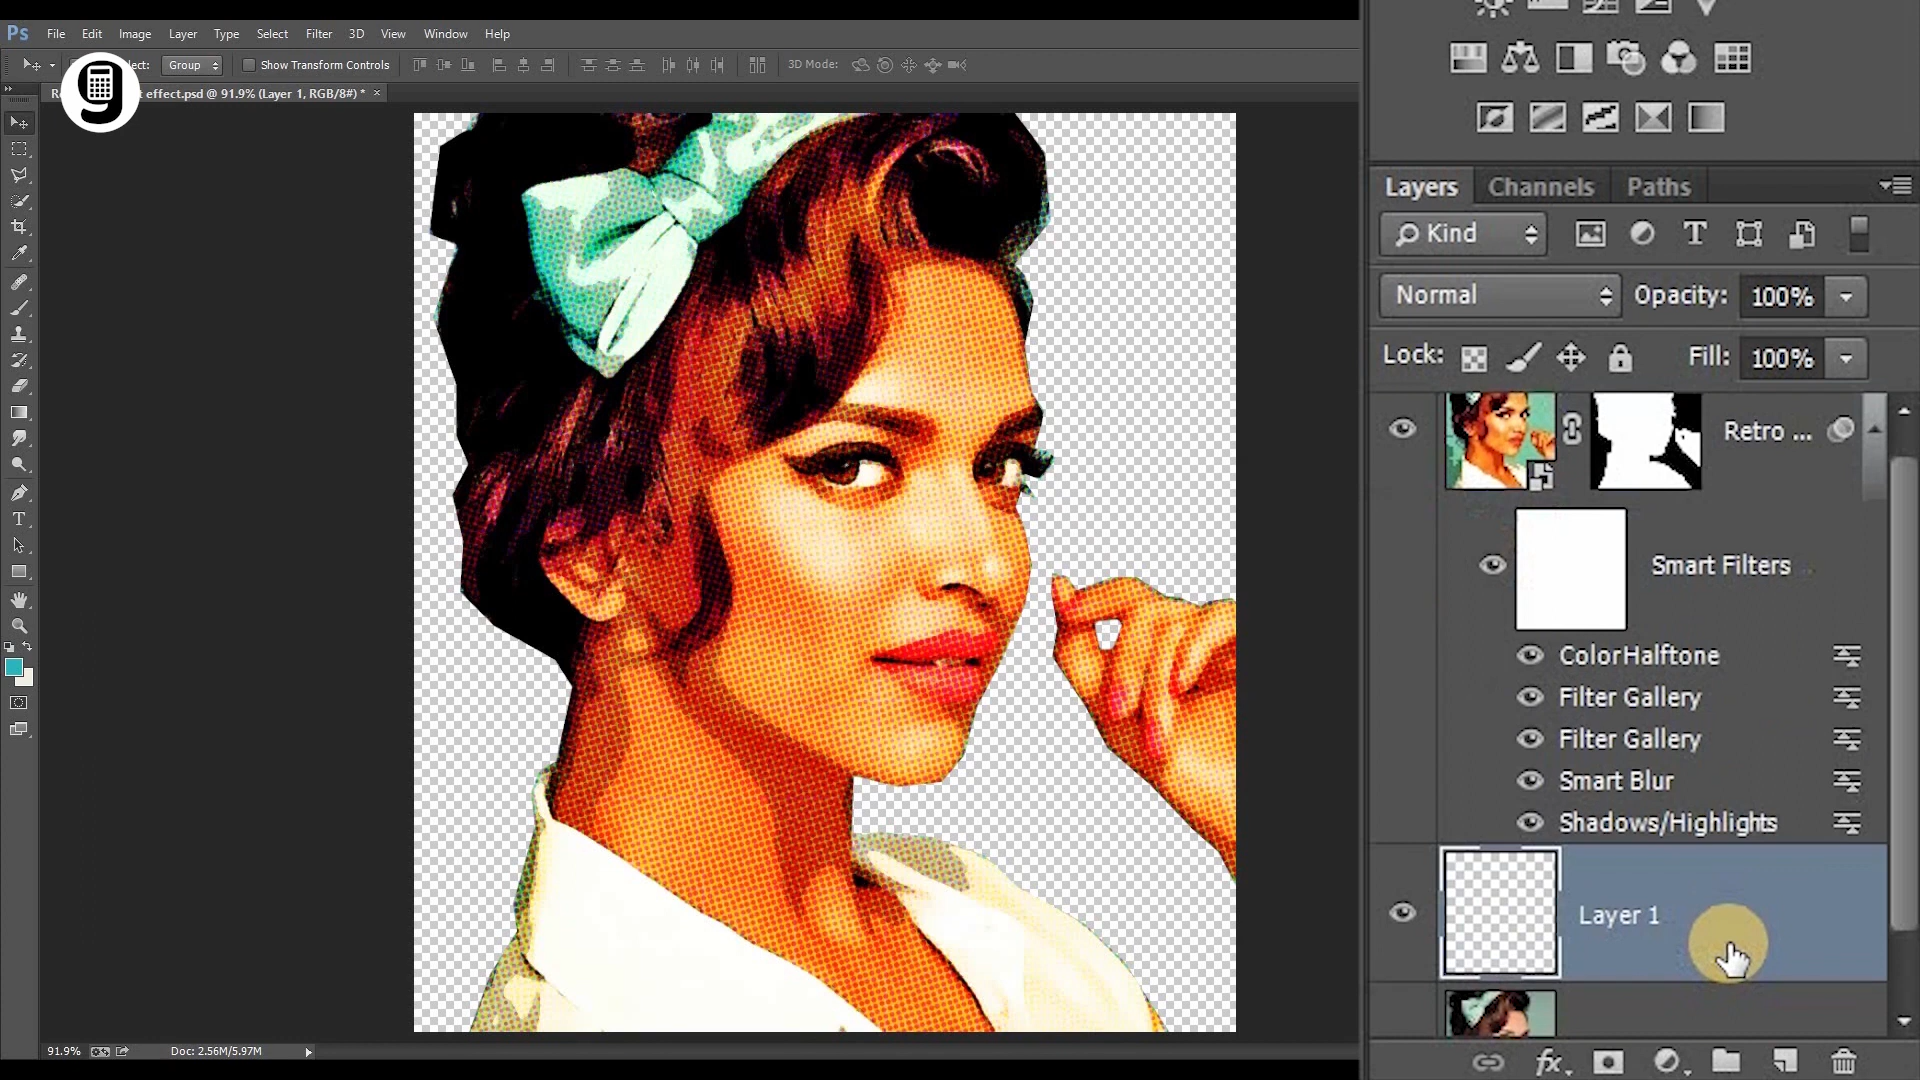 Ps File Edit Image Layer Type Select Filter 3D View Window Help
Group Show Transform Controls 3D Mode:
effect.psd @ 91.9% (Layer 1, RGB/8#) * ×
g
T
91.9% Doc: 2.56M/5.97M
Layers Channels Paths
Kind T
Normal Opacity: 100%
Lock: Fill: 100%
Retro ...
Smart Filters
ColorHalftone
Filter Gallery
Filter Gallery
Smart Blur
Shadows/Highlights
Layer 1
fx